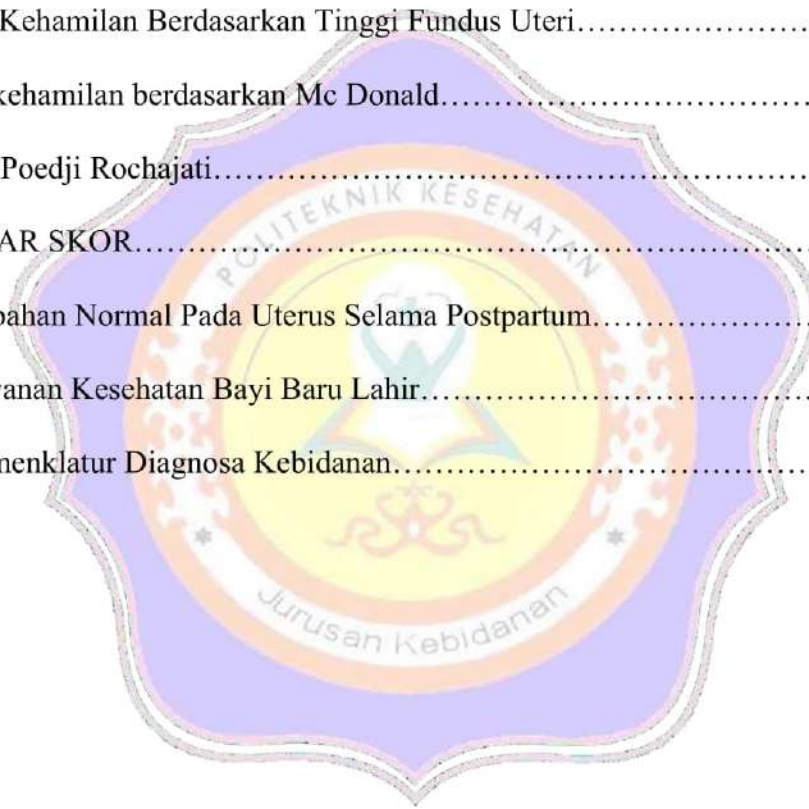 Kehamilan Berdasarkan Tinggi Fundus Uteri……………………
kehamilan berdasarkan Mc Donald……………………………
Poedji Rochajati………………………………………………
POLITEKNIK KESEHATAN
AR SKOR……………………………………………………
bahan Normal Pada Uterus Selama Postpartum…………………
yanan Kesehatan Bayi Baru Lahir………………………………
menklatur Diagnosa Kebidanan…………………………………
Jurusan Kebidanan